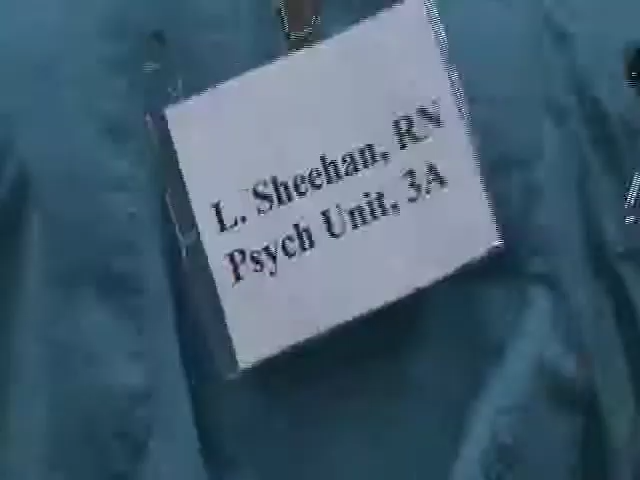 L. Sheehan, RN
Psych Unit, 3A